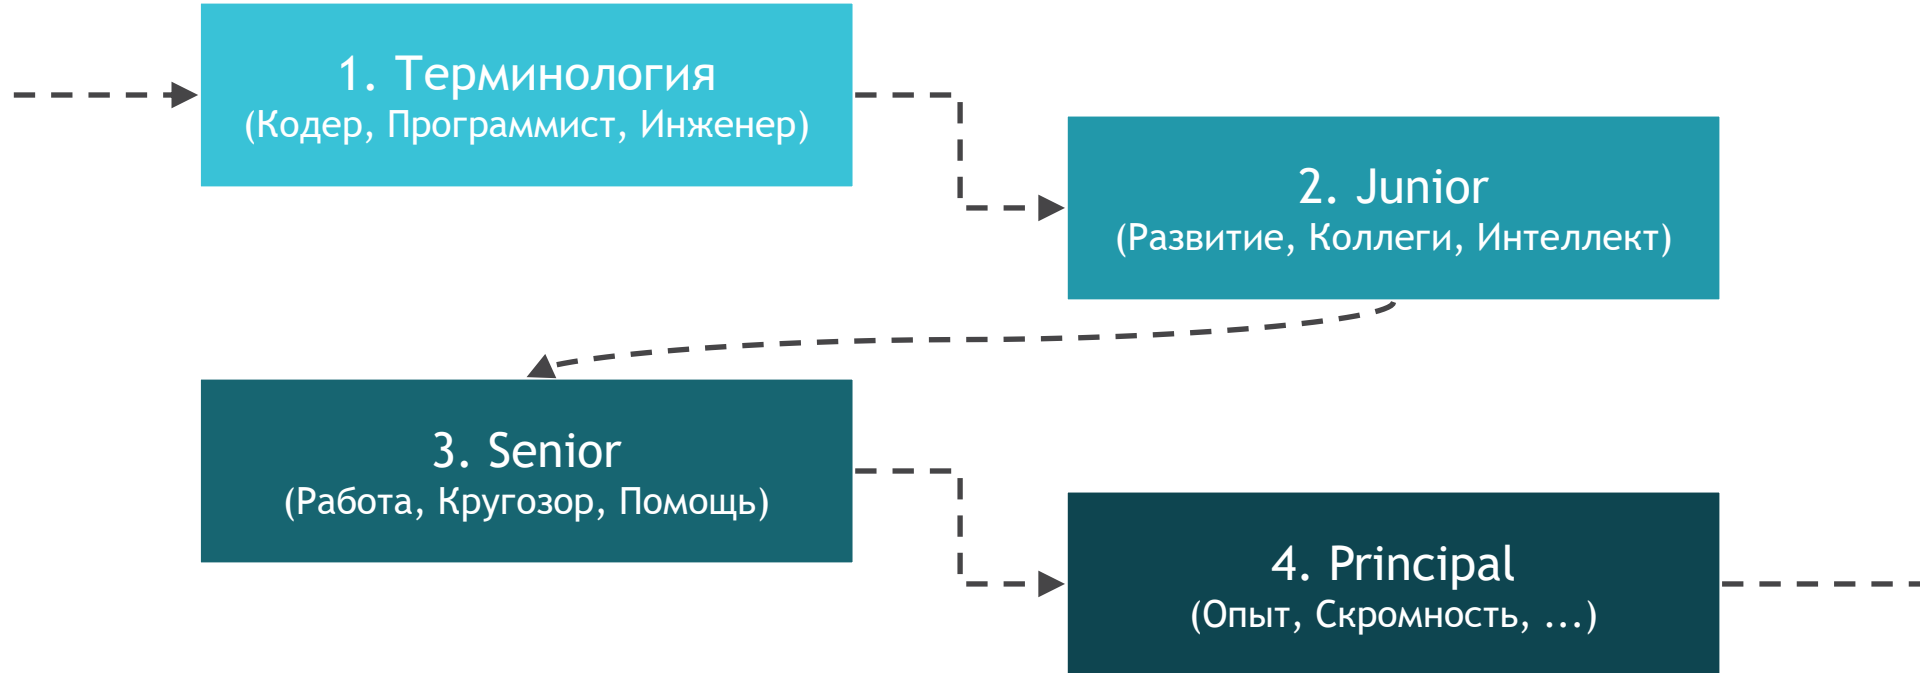 1. Терминология
(Кодер, Программист, Инженер)
2. Junior
(Развитие, Коллеги, Интеллект)
3. Senior
(Работа, Кругозор, Помощь)
4. Principal
(Опыт, Скромность, ...)